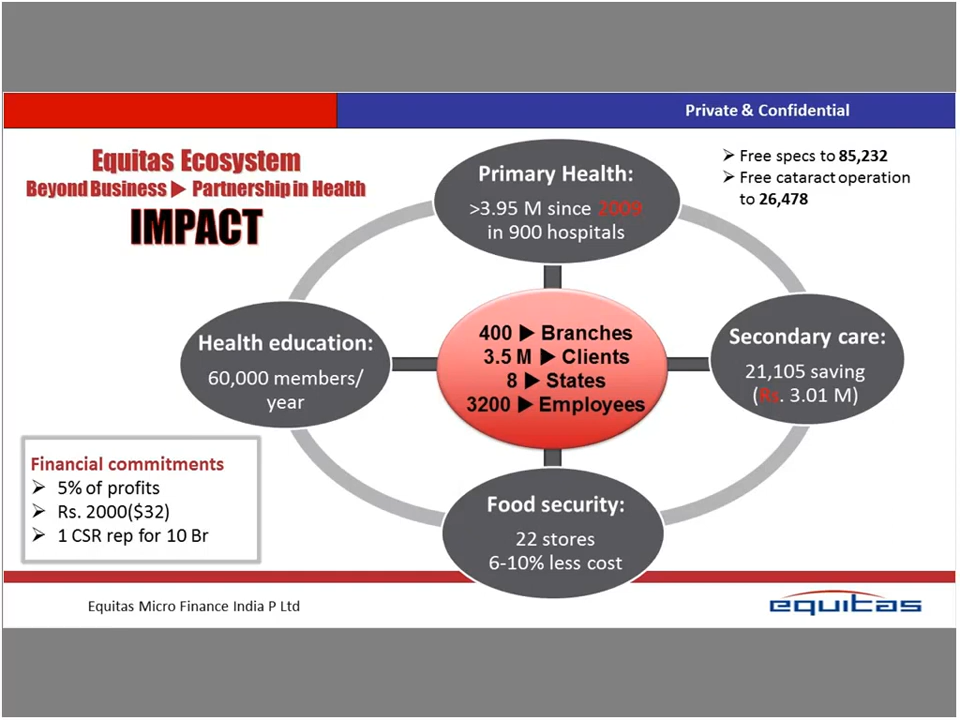 Private & Confidential
Equitas Ecosystem
Beyond Business ▶ Partnership in Health
IMPACT
➢ Free specs to 85,232
➢ Free cataract operation
to 26,478
Primary Health:
>3.95 M since 2009
in 900 hospitals
Health education:
60,000 members/
year
400 ▶ Branches
3.5 M ▶ Clients
8 ▶ States
3200 ▶ Employees
Secondary care:
21,105 saving
(Rs. 3.01 M)
Financial commitments
➢ 5% of profits
➢ Rs. 2000($32)
➢ 1 CSR rep for 10 Br
Food security:
22 stores
6-10% less cost
Equitas Micro Finance India P Ltd
equitas